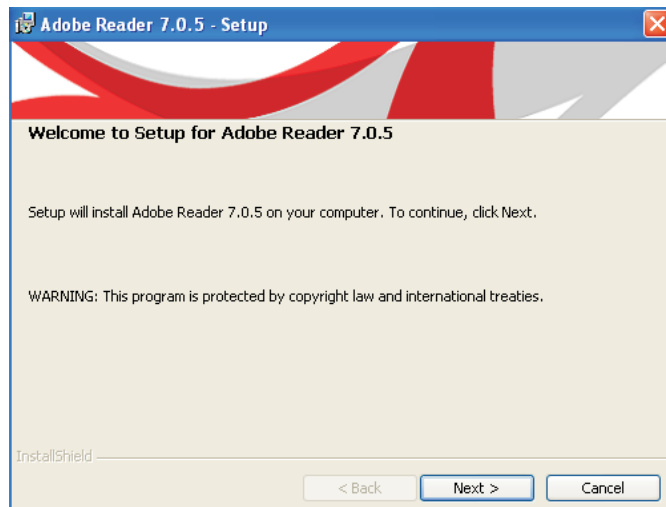 Adobe Reader 7.0.5 - Setup
Welcome to Setup for Adobe Reader 7.0.5
Setup will install Adobe Reader 7.0.5 on your computer. To continue, click Next.
WARNING: This program is protected by copyright law and international treaties.
InstallShield
< Back Next > Cancel